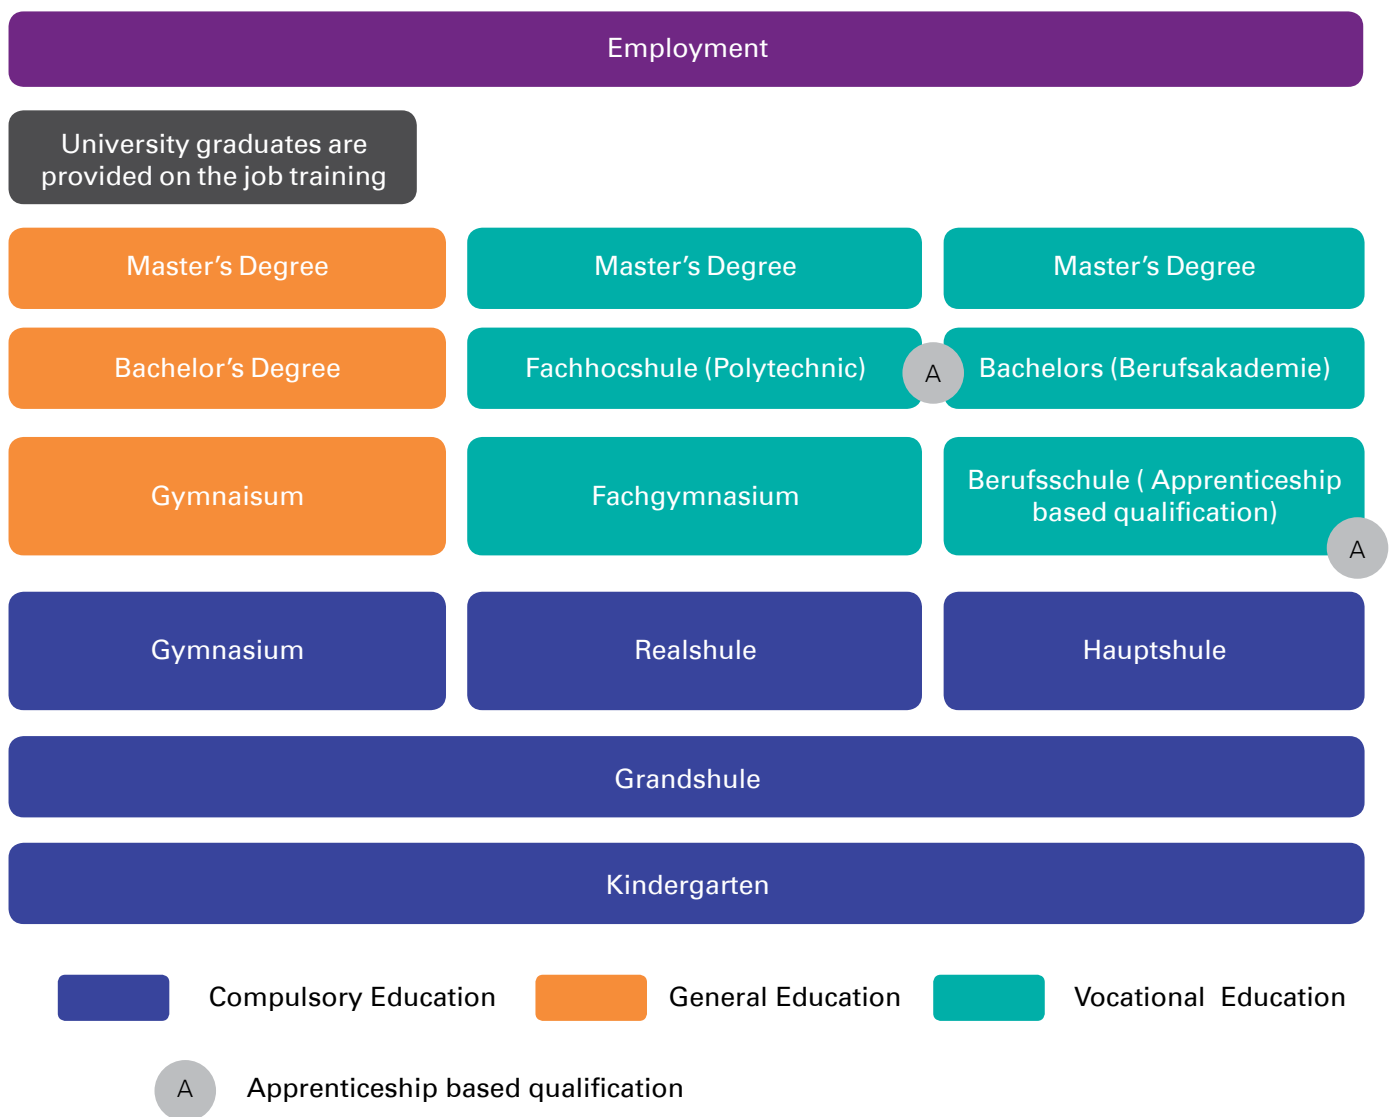 Employment
University graduates are
provided on the job training
Master's Degree
Master's Degree
Master's Degree
Bachelor's Degree
Fachhocshule (Polytechnic)
A
Bachelors (Berufsakademie)
Gymnaisum
Fachgymnasium
Berufsschule ( Apprenticeship
based qualification)
A
Gymnasium
Realshule
Hauptshule
Grandshule
Kindergarten
Compulsory Education
General Education
Vocational Education
A
Apprenticeship based qualification